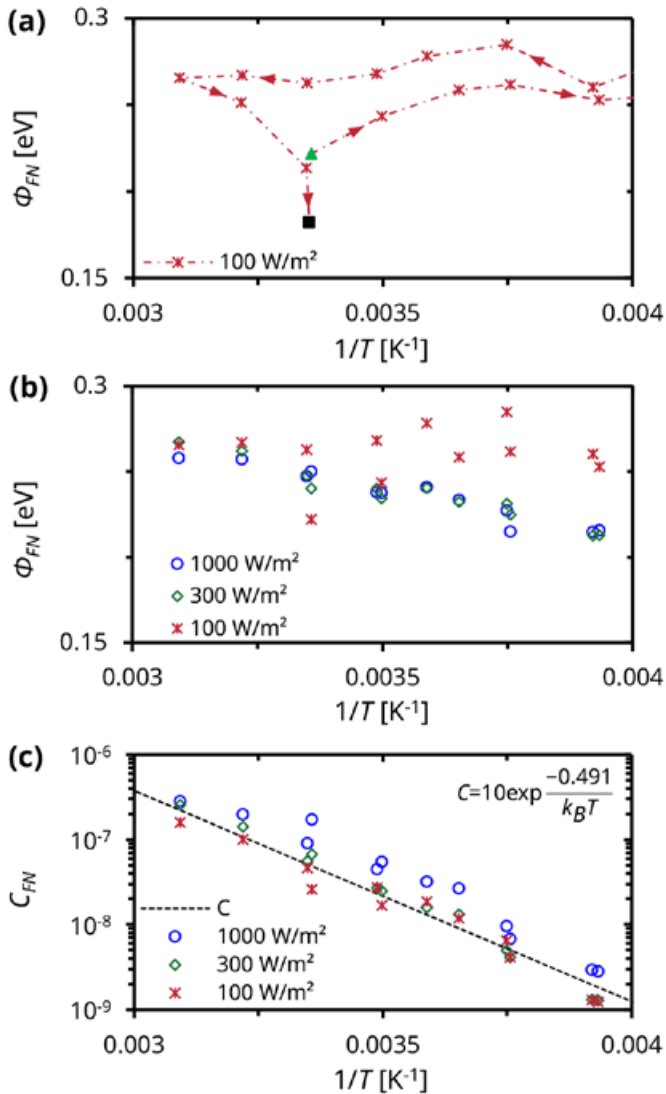 (a)
0.3
Φ_FN [eV]
0.15
100 W/m²
0.003 0.0035 0.004
1/T [K⁻¹]
(b)
0.3
Φ_FN [eV]
1000 W/m²
300 W/m²
100 W/m²
0.15
0.003 0.0035 0.004
1/T [K⁻¹]
(c)
10⁻⁶
C=10exp −0.491/k_BT
10⁻⁷
C_FN
10⁻⁸
C
1000 W/m²
300 W/m²
100 W/m²
10⁻⁹
0.003 0.0035 0.004
1/T [K⁻¹]